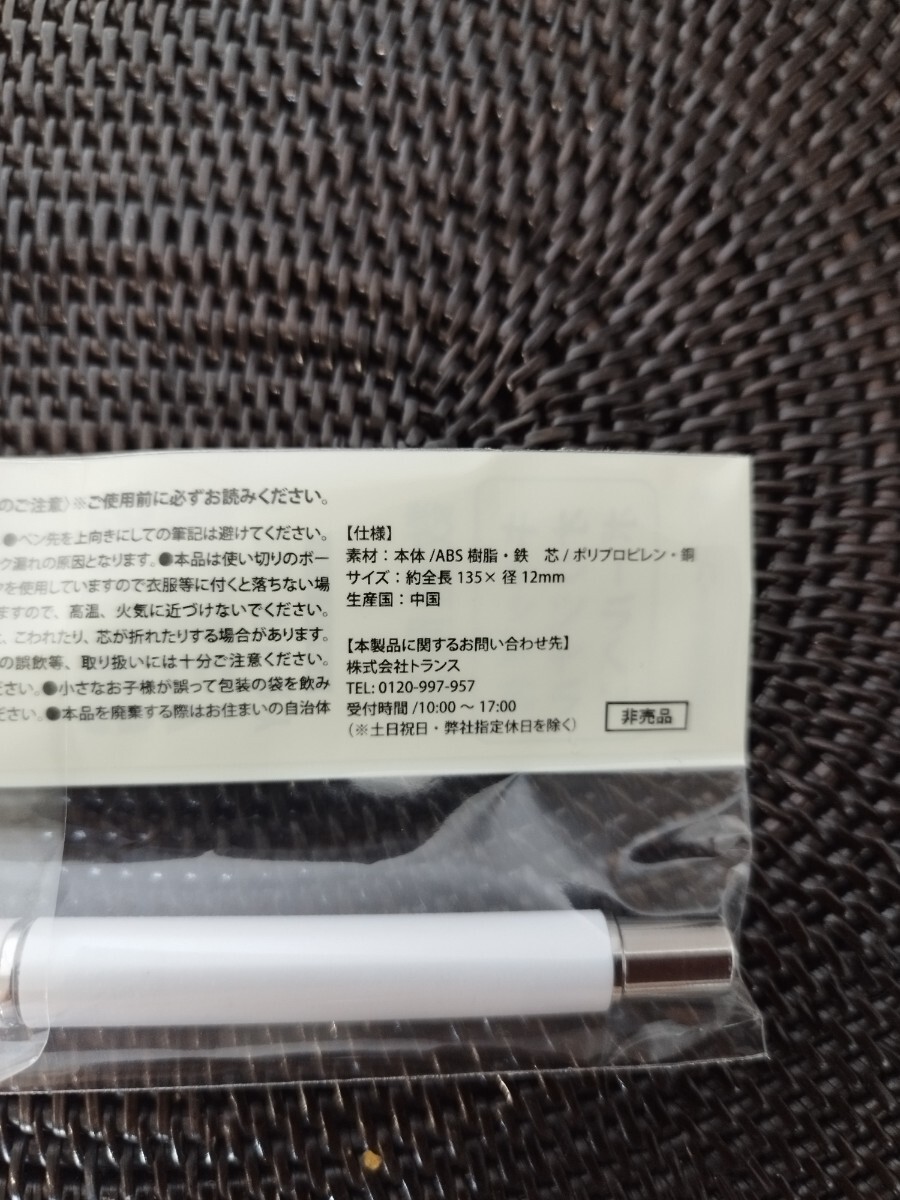 のご注意〉※ご使用前に必ずお読みください。
●ペン先を上向きにしての筆記は避けてください。
ク漏れの原因となります。●本品は使い切りのボー
を使用していますので衣服等に付くと落ちない場
ますので、高温、火気に近づけないでください。
、こわれたり、芯が折れたりする場合があります。
の誤飲等、取り扱いには十分ご注意ください。
ださい。●小さなお子様が誤って包装の袋を飲み
ださい。●本品を廃棄する際はお住まいの自治体
【仕様】
素材：本体/ABS 樹脂・鉄　芯/ポリプロピレン・銅
サイズ：約全長 135× 径 12mm
生産国：中国
【本製品に関するお問い合わせ先】
株式会社トランス
TEL: 0120-997-957
受付時間 /10:00 ～ 17:00
（※土日祝日・弊社指定休日を除く）
非売品